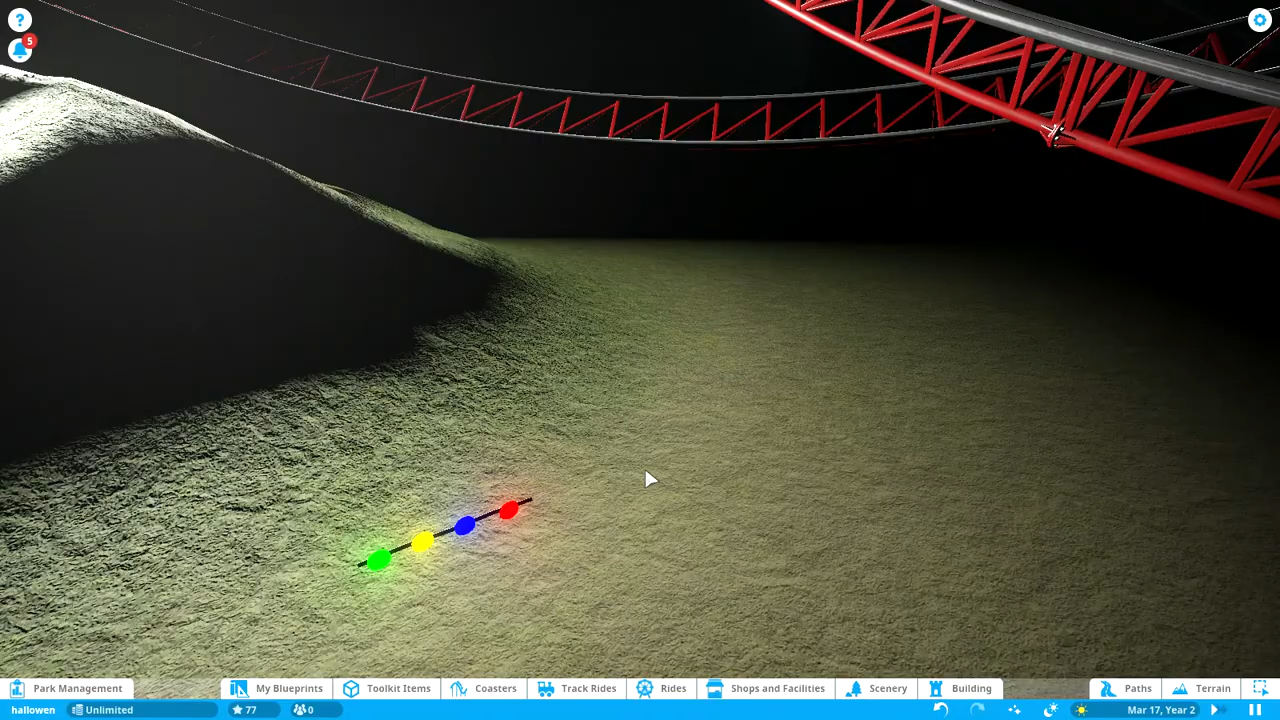 ?
5
Park Management
My Blueprints
Toolkit Items
Coasters
Track Rides
Rides
Shops and Facilities
Scenery
Building
Paths
Terrain
hallowen
Unlimited
77
0
Mar 17, Year 2